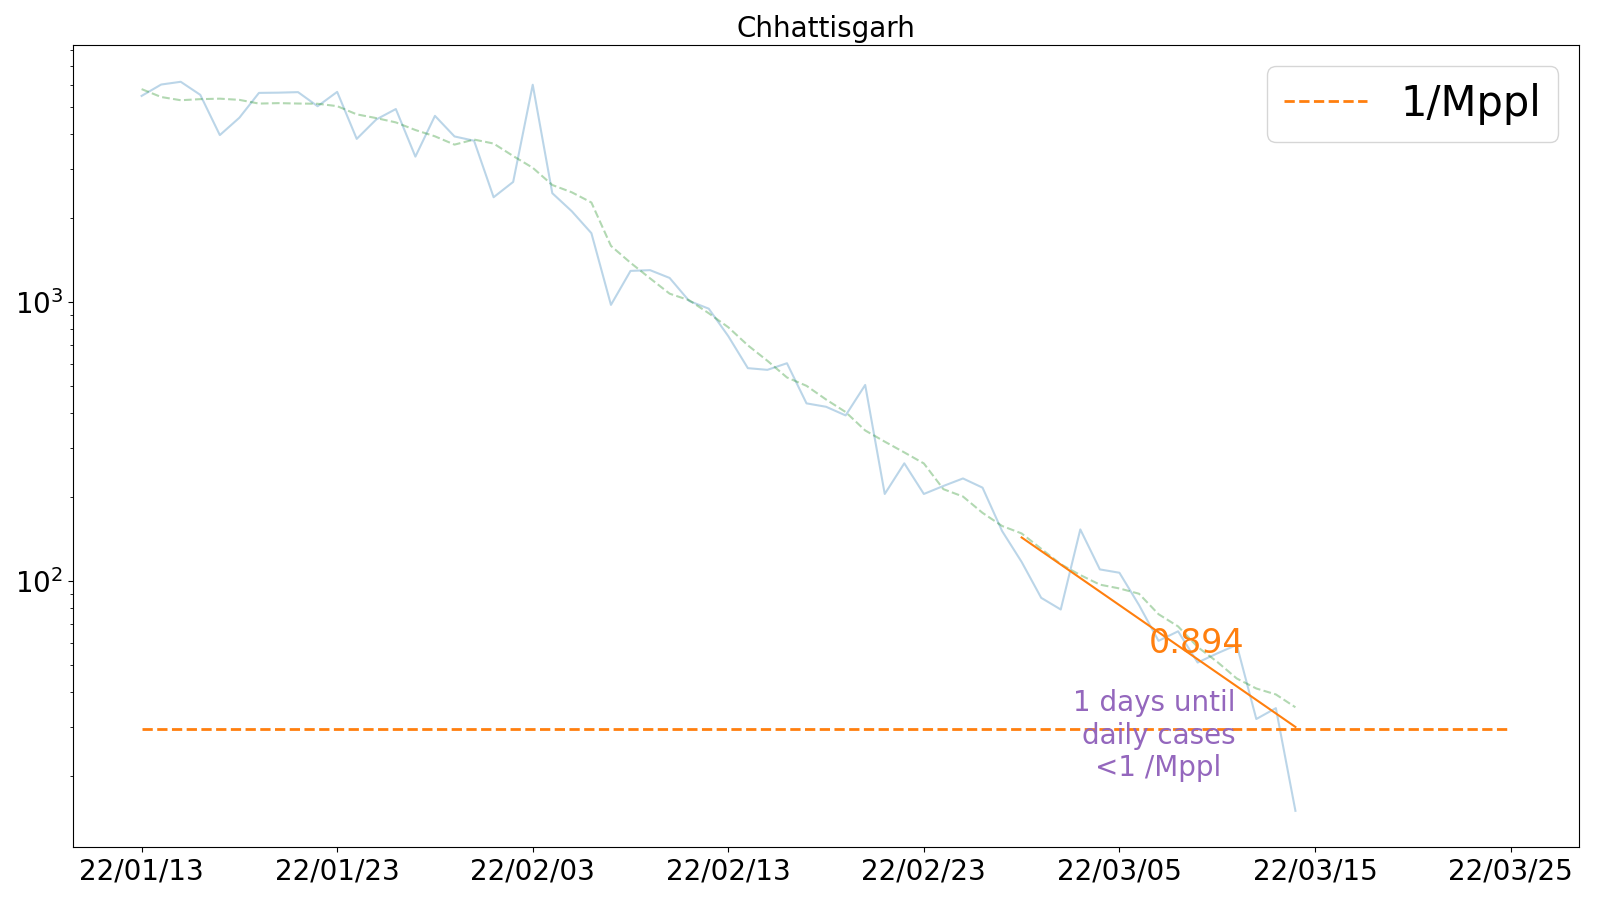 Chhattisgarh
1/Mppl
10³
10²
0.894
1 days until
daily cases
<1 /Mppl
22/01/13 22/01/23 22/02/03 22/02/13 22/02/23 22/03/05 22/03/15 22/03/25